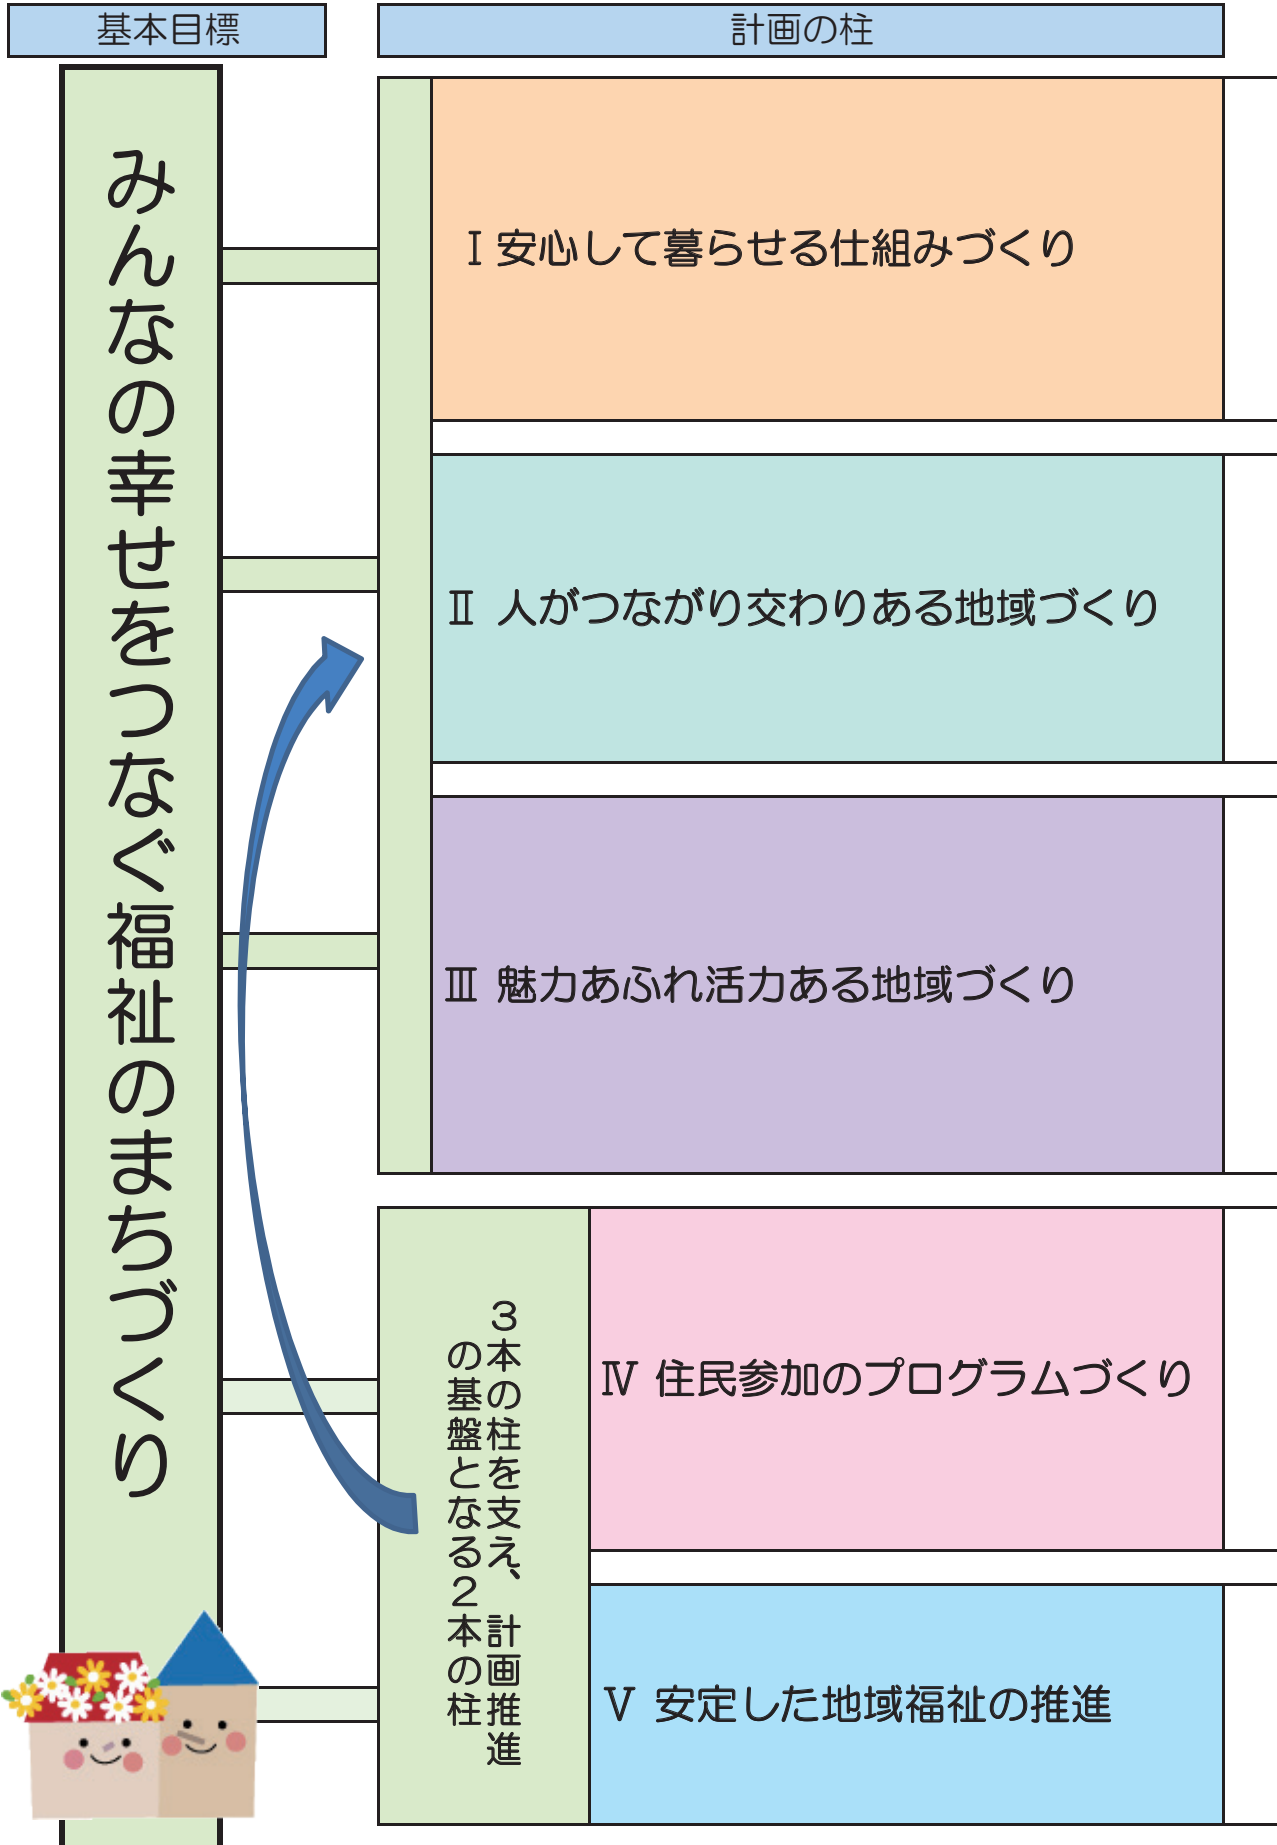 基本目標
計画の柱
みんなの幸せをつなぐ福祉のまちづくり
Ⅰ 安心して暮らせる仕組みづくり
Ⅱ 人がつながり交わりある地域づくり
Ⅲ 魅力あふれ活力ある地域づくり
３本の柱を支え、計画推進
の基盤となる２本の柱
Ⅳ 住民参加のプログラムづくり
Ⅴ 安定した地域福祉の推進